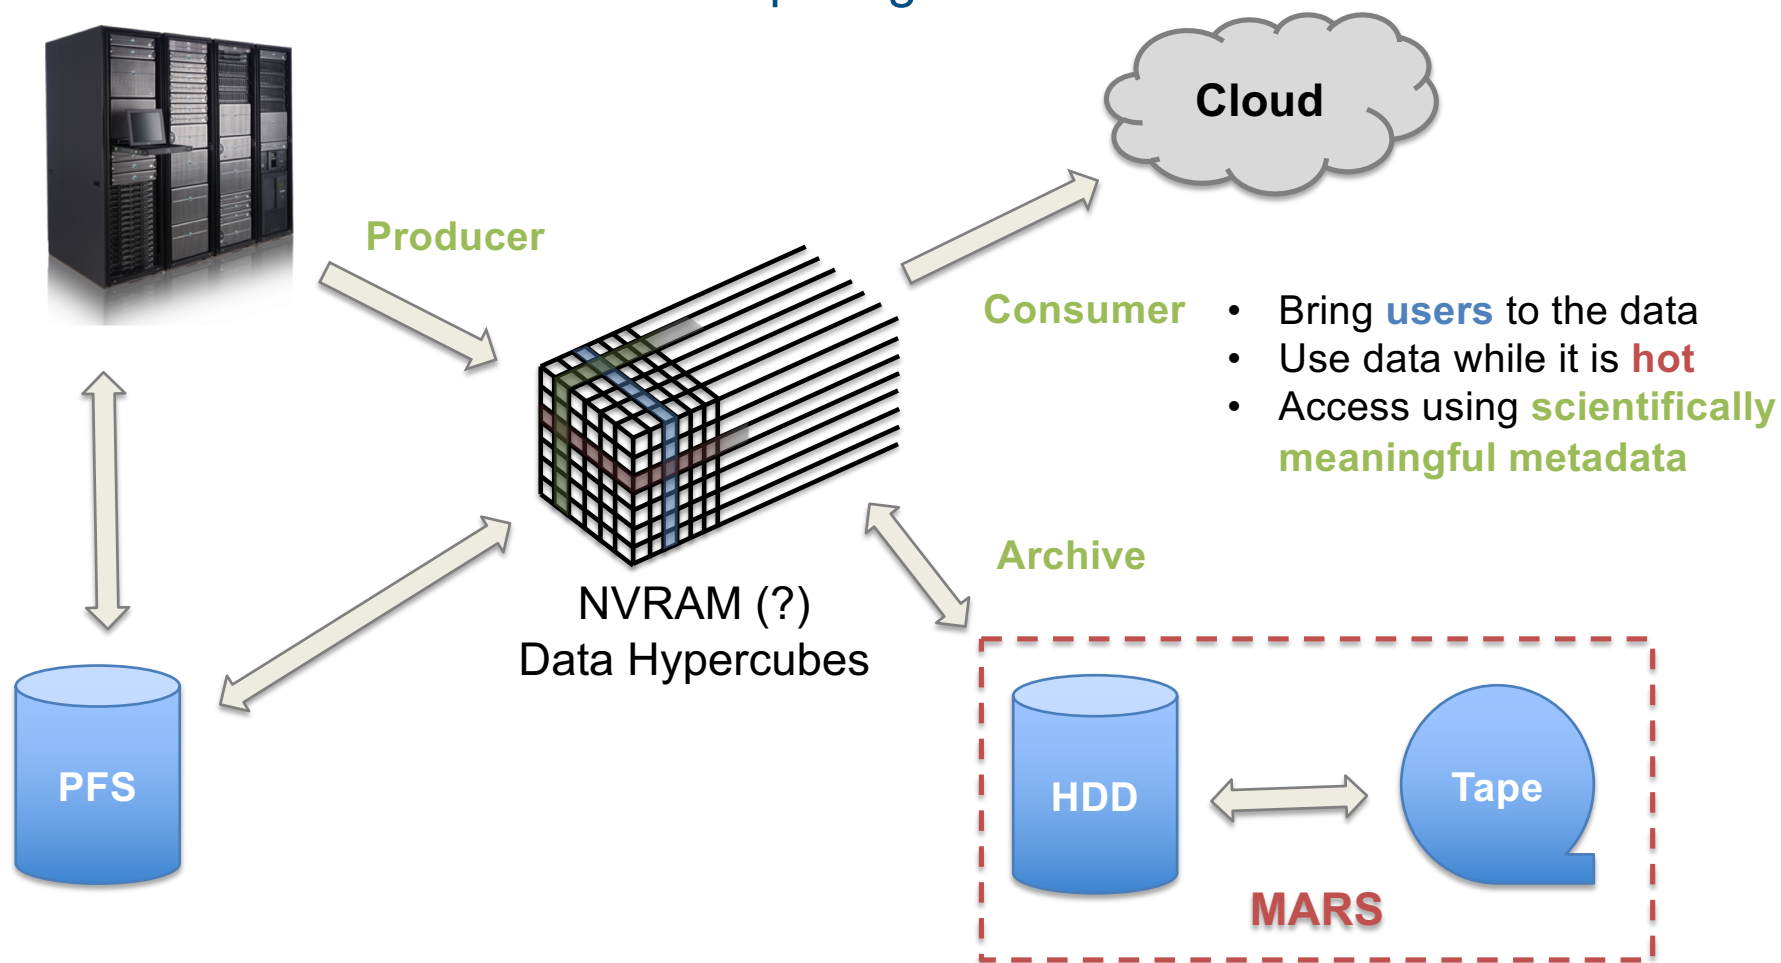 Cloud
Producer
Consumer
• Bring users to the data
• Use data while it is hot
• Access using scientifically
meaningful metadata
Archive
NVRAM (?)
Data Hypercubes
PFS
HDD
Tape
MARS